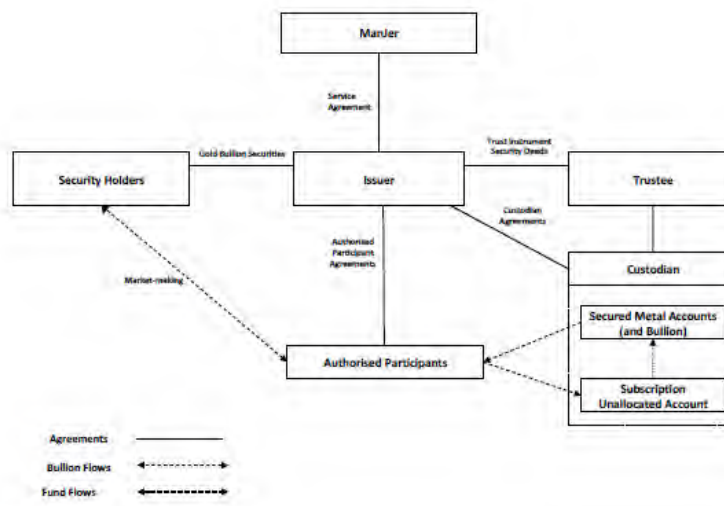 ManJer
Service
Agreement
Gold Bullion Securities
Trust Instrument
Security Deeds
Security Holders
Issuer
Trustee
Custodian
Agreements
Authorised
Participant
Agreements
Custodian
Market-making
Secured Metal Accounts
(and Bullion)
Authorised Participants
Subscription
Unallocated Account
Agreements
Bullion Flows
Fund Flows